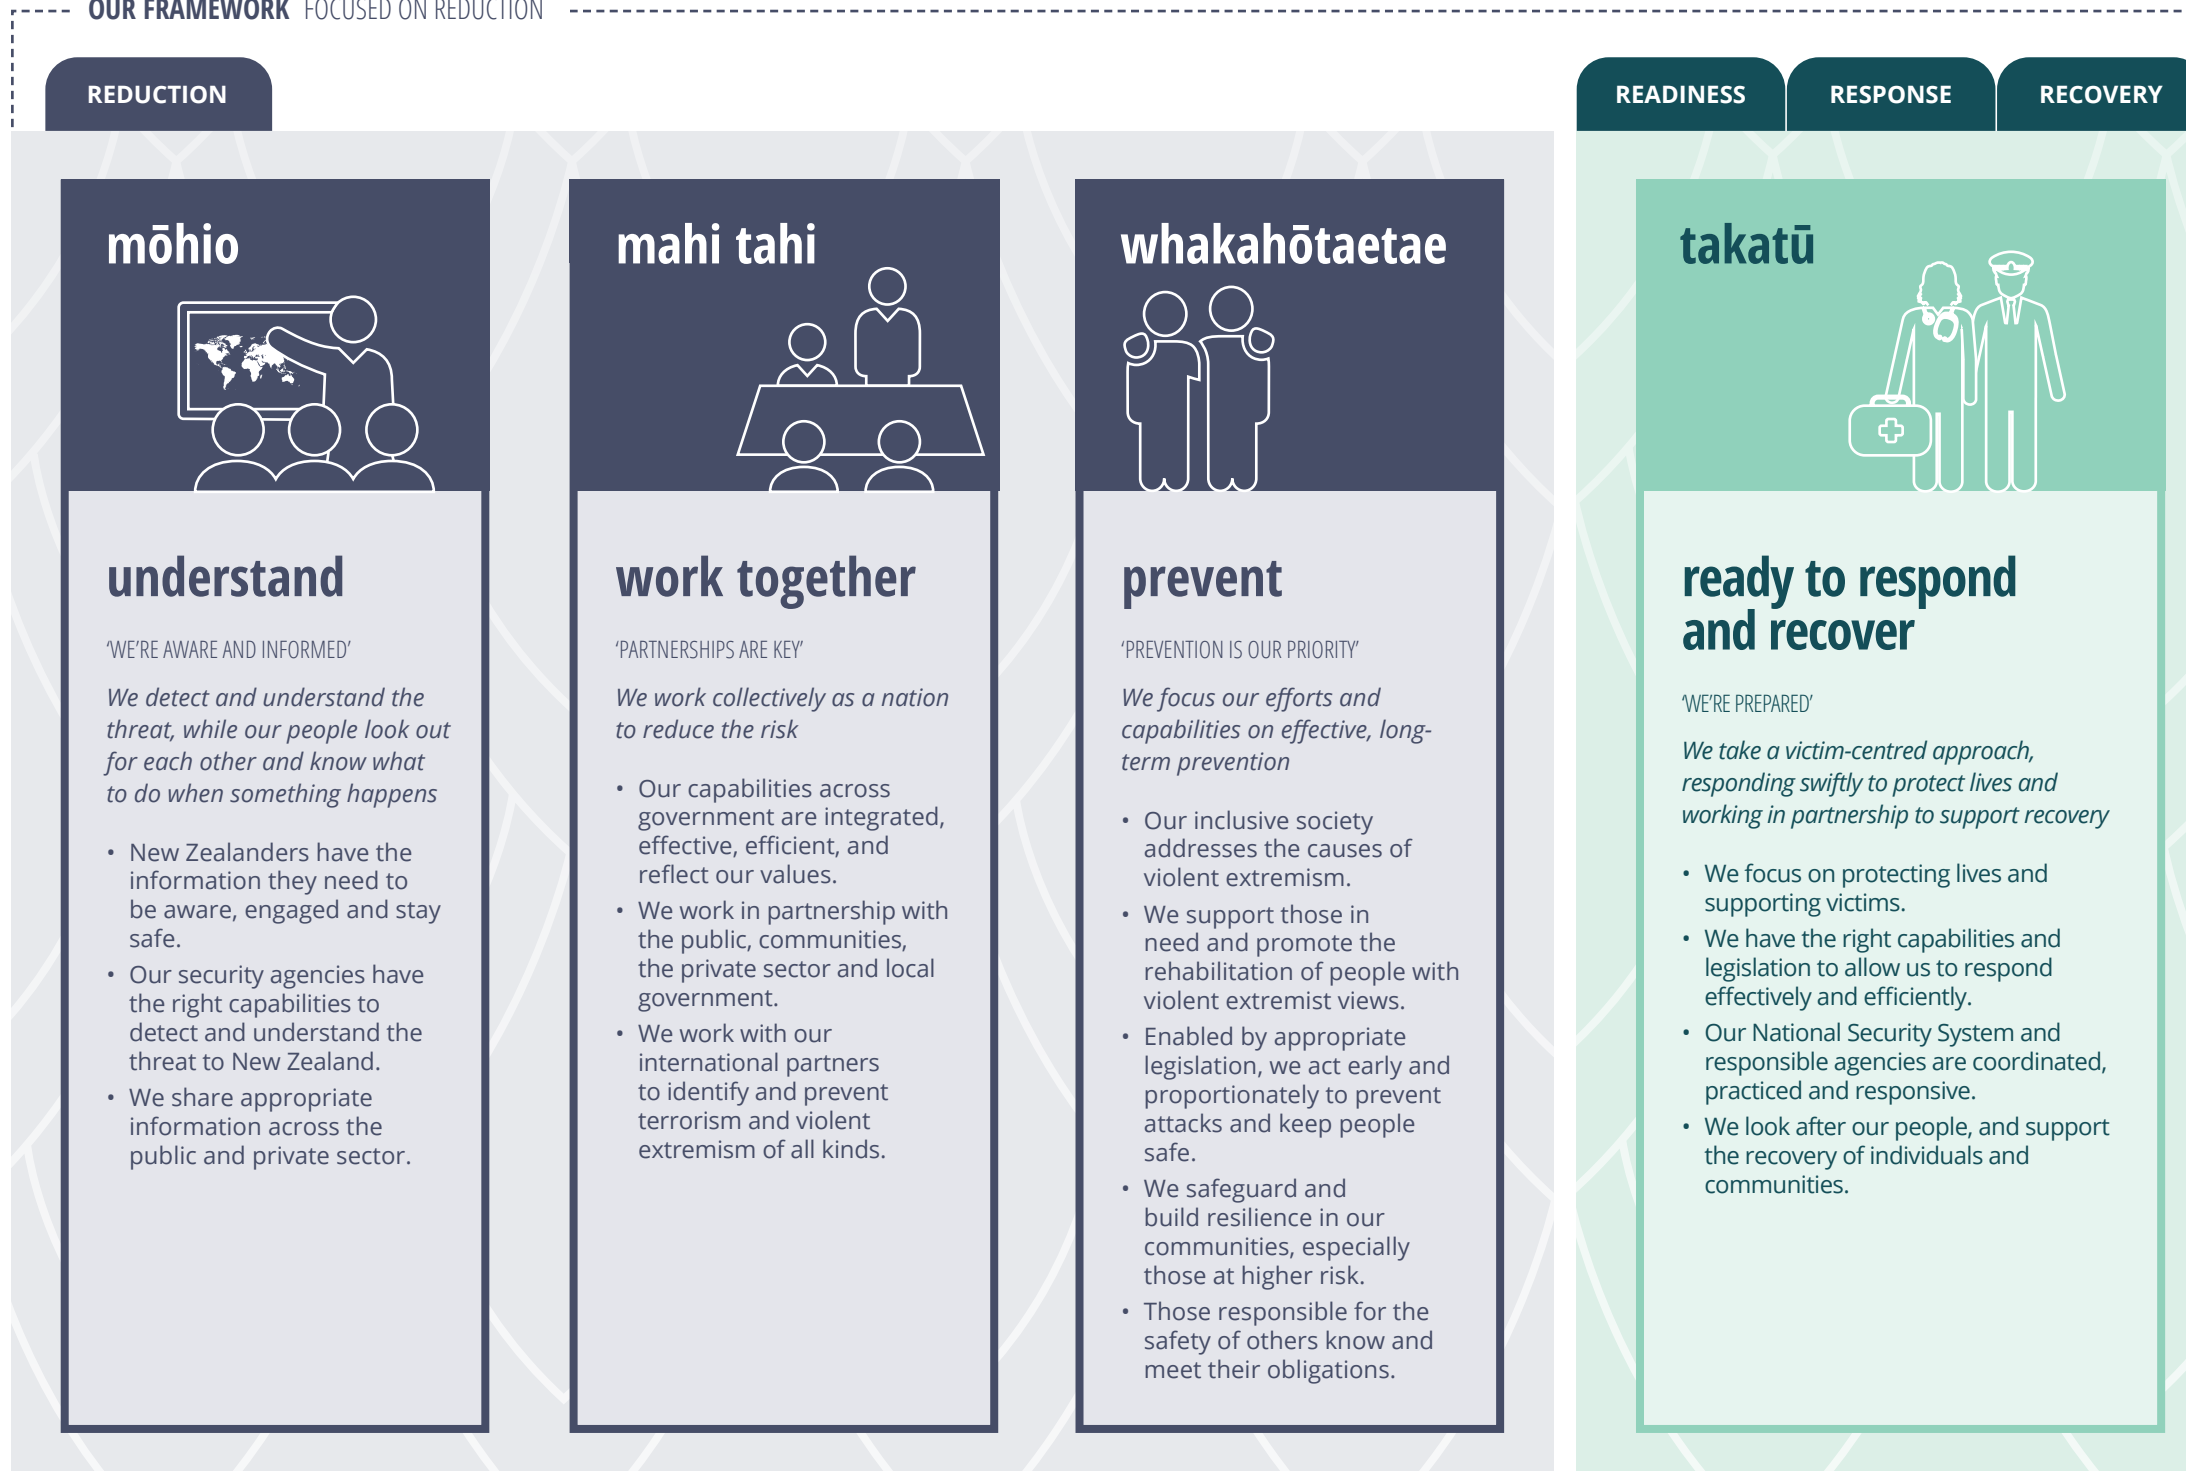 OUR FRAMEWORK FOCUSED ON REDUCTION
REDUCTION
mōhio
understand
‘WE’RE AWARE AND INFORMED’
We detect and understand the
threat, while our people look out
for each other and know what
to do when something happens
• New Zealanders have the
information they need to
be aware, engaged and stay
safe.
• Our security agencies have
the right capabilities to
detect and understand the
threat to New Zealand.
• We share appropriate
information across the
public and private sector.
mahi tahi
work together
‘PARTNERSHIPS ARE KEY’
We work collectively as a nation
to reduce the risk
• Our capabilities across
government are integrated,
effective, efficient, and
reflect our values.
• We work in partnership with
the public, communities,
the private sector and local
government.
• We work with our
international partners
to identify and prevent
terrorism and violent
extremism of all kinds.
whakahōtaetae
prevent
‘PREVENTION IS OUR PRIORITY’
We focus our efforts and
capabilities on effective, long-
term prevention
• Our inclusive society
addresses the causes of
violent extremism.
• We support those in
need and promote the
rehabilitation of people with
violent extremist views.
• Enabled by appropriate
legislation, we act early and
proportionately to prevent
attacks and keep people
safe.
• We safeguard and
build resilience in our
communities, especially
those at higher risk.
• Those responsible for the
safety of others know and
meet their obligations.
READINESS
RESPONSE
RECOVERY
takatū
ready to respond
and recover
‘WE’RE PREPARED’
We take a victim-centred approach,
responding swiftly to protect lives and
working in partnership to support recovery
• We focus on protecting lives and
supporting victims.
• We have the right capabilities and
legislation to allow us to respond
effectively and efficiently.
• Our National Security System and
responsible agencies are coordinated,
practiced and responsive.
• We look after our people, and support
the recovery of individuals and
communities.